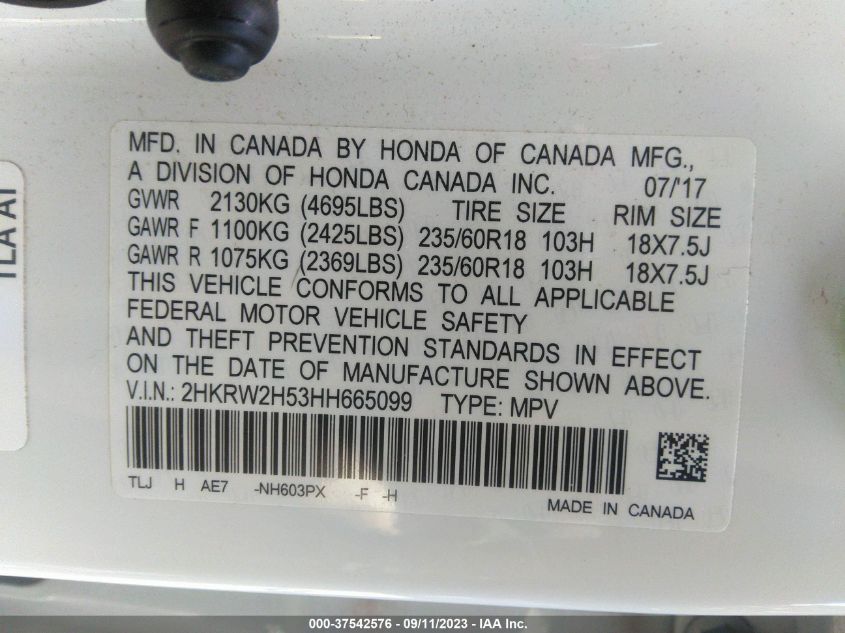 MFD. IN CANADA BY HONDA OF CANADA MFG.,
A DIVISION OF HONDA CANADA INC. 07/'17
GVWR 2130KG (4695LBS) TIRE SIZE RIM SIZE
GAWR F 1100KG (2425LBS) 235/60R18 103H 18X7.5J
GAWR R 1075KG (2369LBS) 235/60R18 103H 18X7.5J
THIS VEHICLE CONFORMS TO ALL APPLICABLE
FEDERAL MOTOR VEHICLE SAFETY
AND THEFT PREVENTION STANDARDS IN EFFECT
ON THE DATE OF MANUFACTURE SHOWN ABOVE.
V.I.N.: 2HKRW2H53HH665099 TYPE: MPV
TLJ H AE7 -NH603PX -F -H
MADE IN CANADA
TLA A1
000-37542576 - 09/11/2023 - IAA Inc.